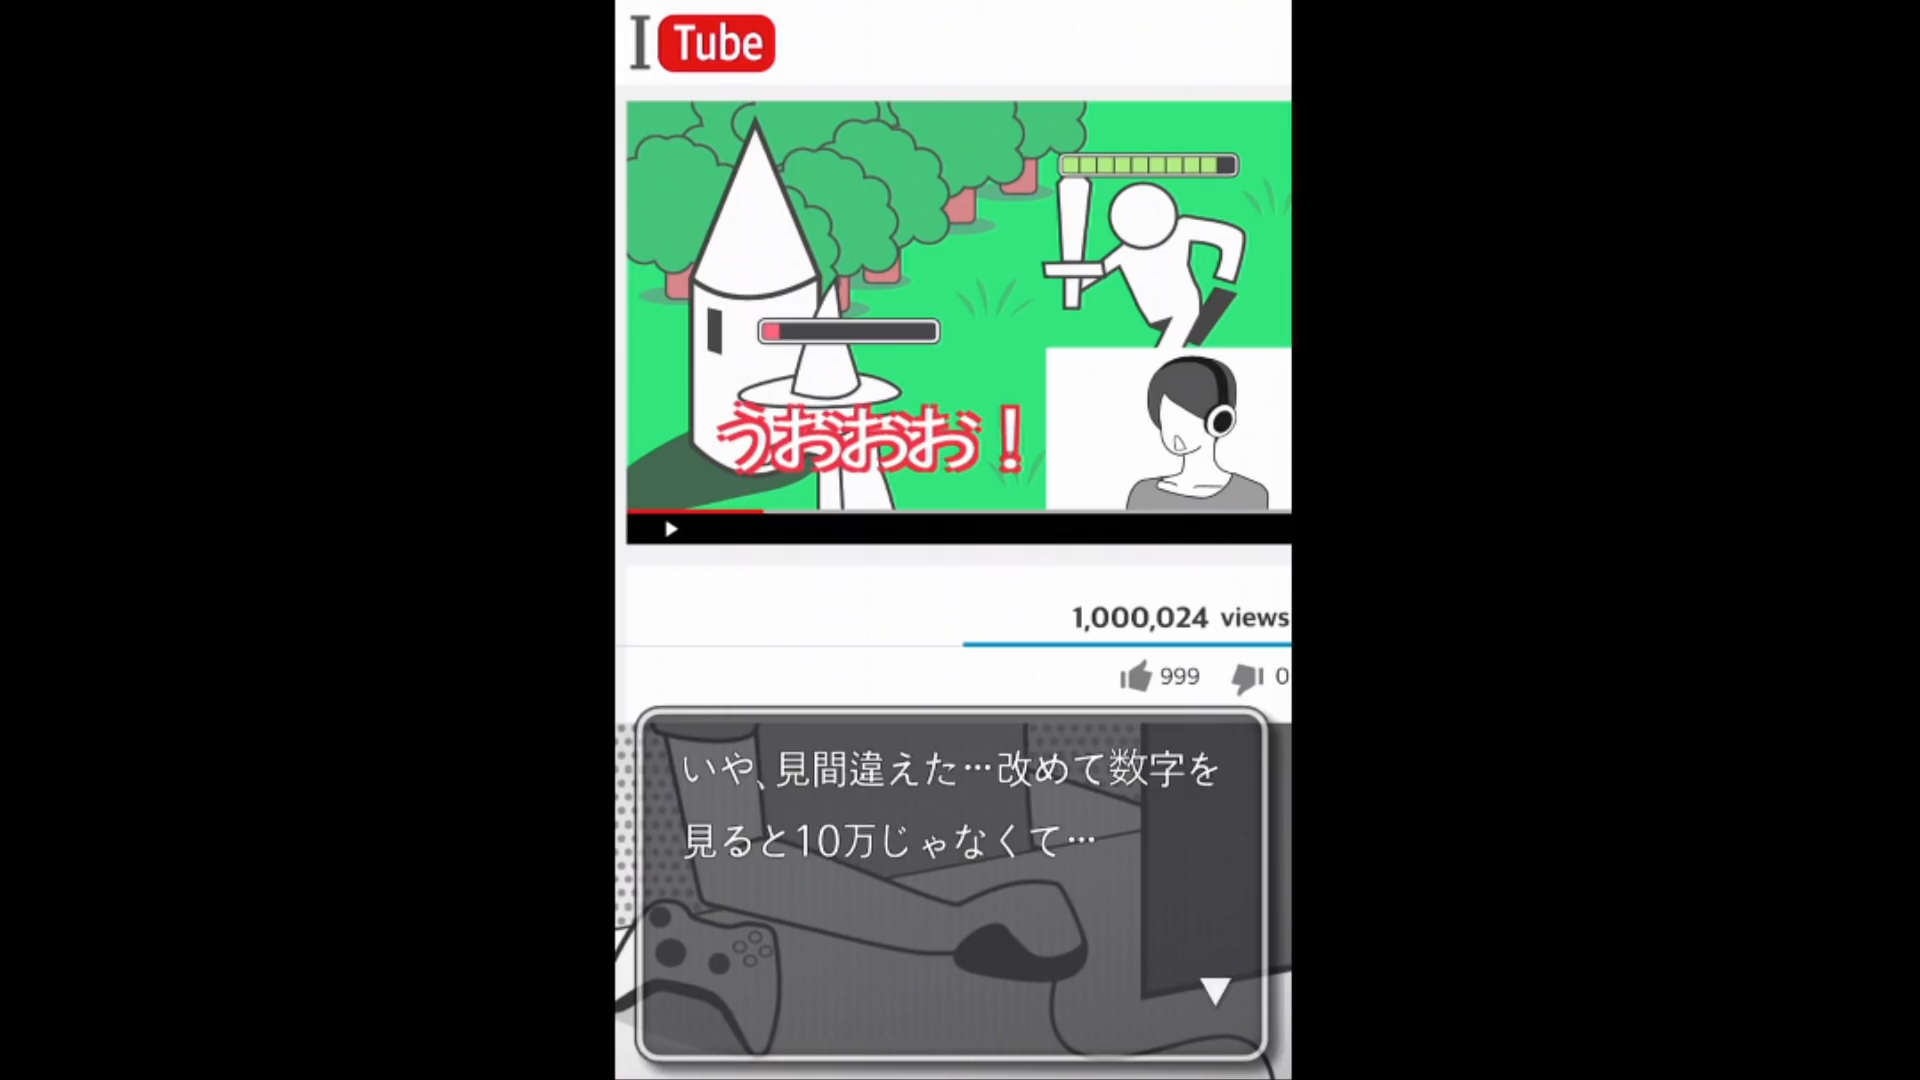 I Tube
うおおお！
1,000,024 views
999 0
いや、見間違えた…改めて数字を
見ると10万じゃなくて…